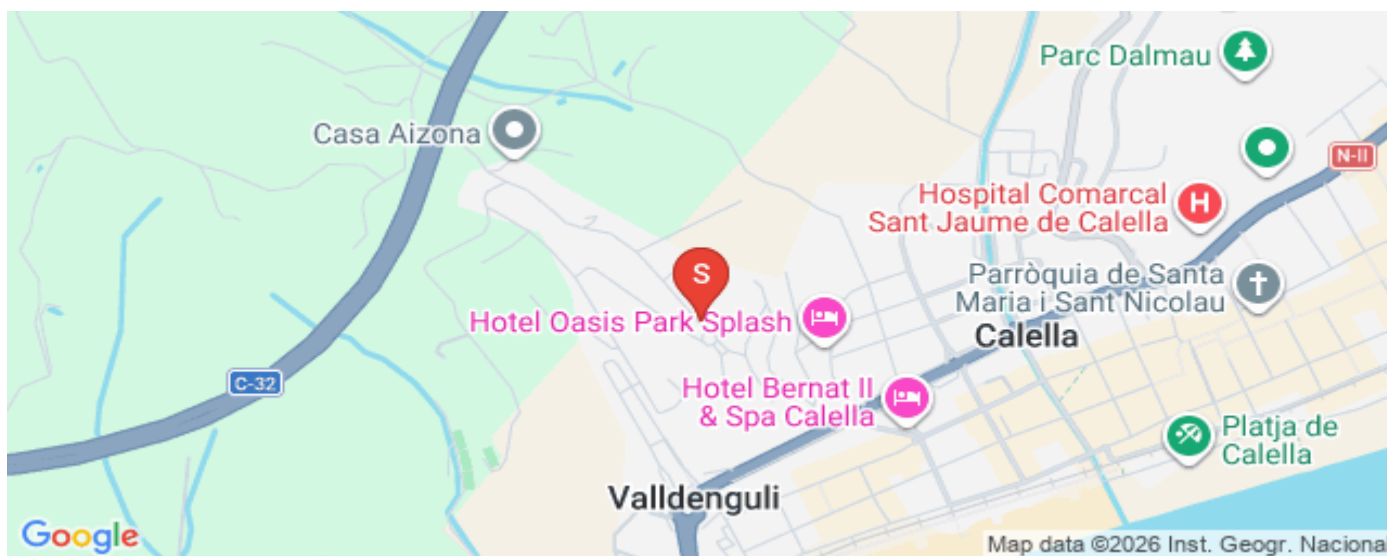 Parc Dalmau
Casa Aizona
N-II
Hospital Comarcal
Sant Jaume de Calella
H
S
Parròquia de Santa
Maria i Sant Nicolau
Hotel Oasis Park Splash
Calella
C-32
Hotel Bernat II
& Spa Calella
Platja de
Calella
Valldenguli
Google
Map data ©2026 Inst. Geogr. Naciona